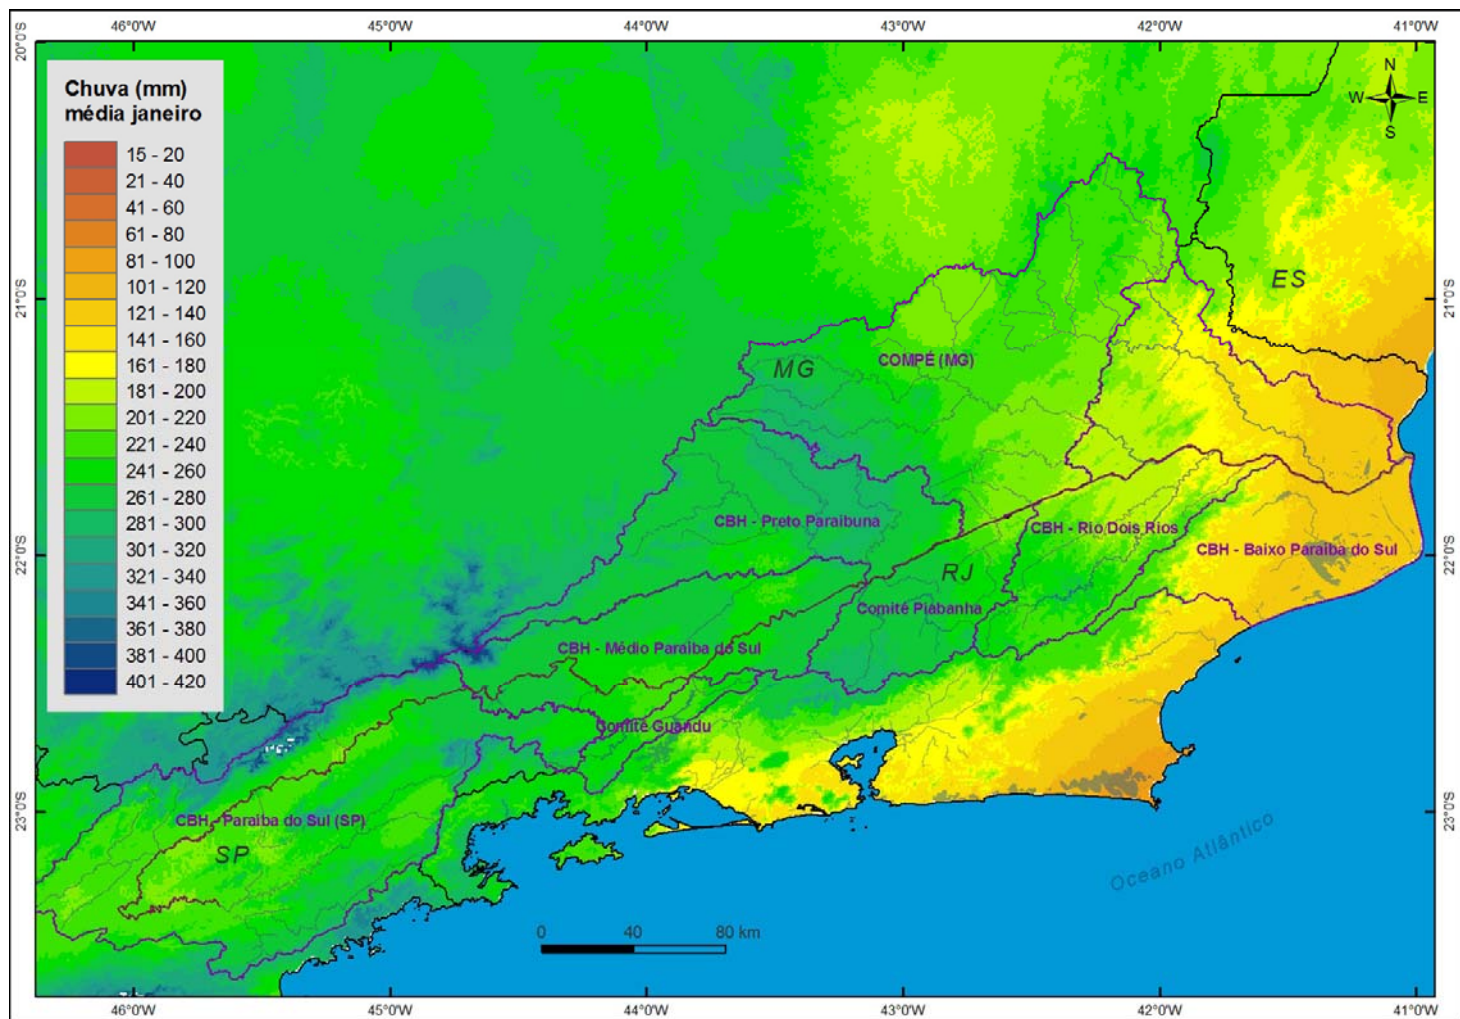 46°0'W 45°0'W 44°0'W 43°0'W 42°0'W 41°0'W
20°0'S
20°0'S
Chuva (mm)
média janeiro
15 - 20
21 - 40
41 - 60
61 - 80
81 - 100
101 - 120
121 - 140
141 - 160
161 - 180
181 - 200
201 - 220
221 - 240
241 - 260
261 - 280
281 - 300
301 - 320
321 - 340
341 - 360
361 - 380
381 - 400
401 - 420
N
W E
S
21°0'S
ES
21°0'S
COMPÉ (MG)
MG
CBH - Preto Paraibuna
CBH - Rio Dois Rios
22°0'S
CBH - Baixo Paraiba do Sul
22°0'S
RJ
Comitê Piabanha
CBH - Médio Paraiba do Sul
Comitê Guandu
23°0'S
CBH - Paraiba do Sul (SP)
23°0'S
SP
Oceano Atlântico
0 40 80 km
46°0'W 45°0'W 44°0'W 43°0'W 42°0'W 41°0'W